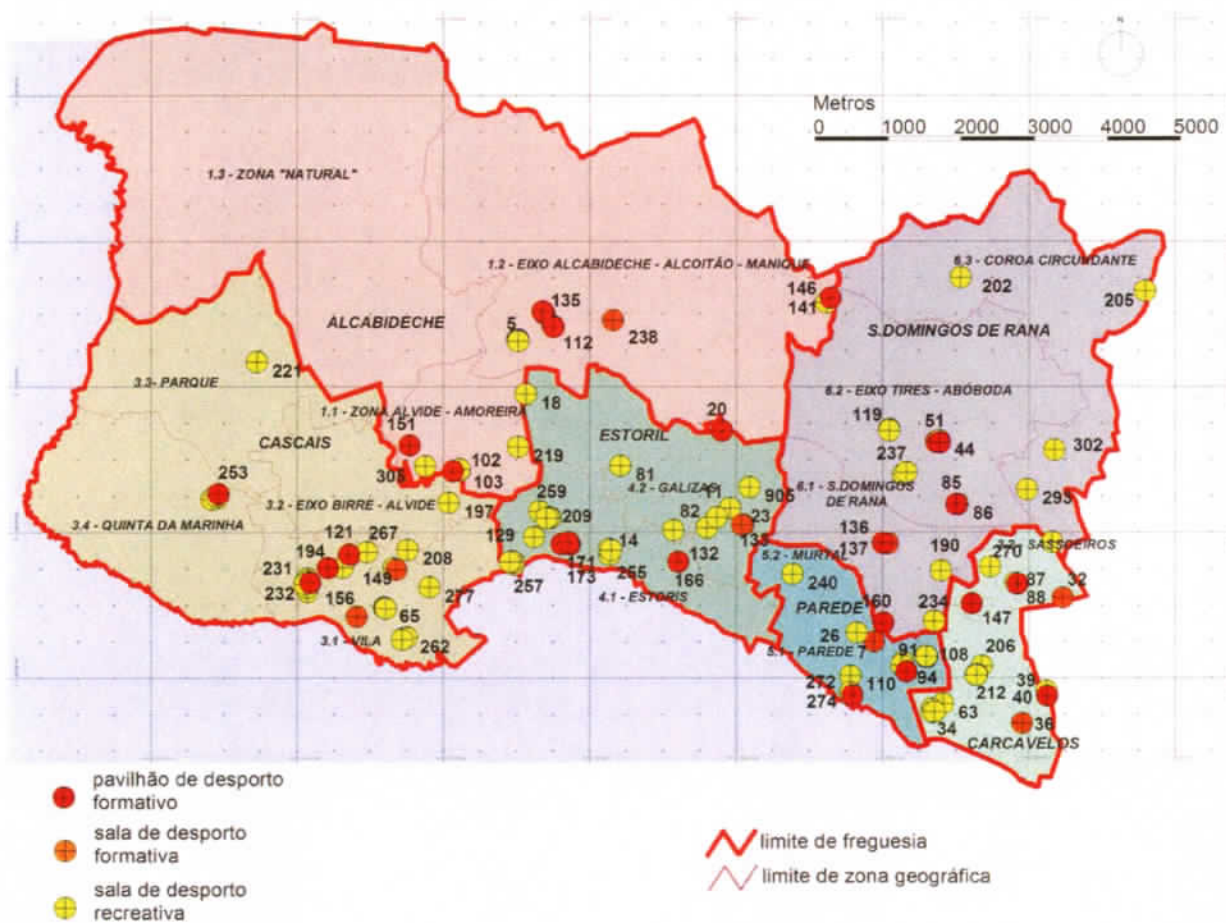 N
Metros
0 1000 2000 3000 4000 5000
1.3 - ZONA "NATURAL"
1.2 - EIXO ALCABIDECHE - ALCOITÃO - MANIQUE
6.3 - COROA CIRCUNDANTE
202
205
146
141
135
5
112
238
ALCABIDECHE
S.DOMINGOS DE RANA
221
3.3- PARQUE
18
6.2 - EIXO TIRES - ABÓBODA
1.1 - ZONA ALVIDE - AMOREIRA
20
119
51
151
ESTORIL
44
CASCAIS
219
302
305
102
103
81
237
253
4.2 - GALIZAS
11
905
6.1 - S.DOMINGOS
DE RANA
85
293
3.2 - EIXO BIRRE - ALVIDE
197
259
82
23
86
3.4 - QUINTA DA MARINHA
209
121
267
129
136
137
190
SASSOEIROS
194
208
14
132
5.2 - MURTAL
270
231
149
171
173
255
166
240
87
88
32
232
156
277
257
4.1 - ESTORIS
PAREDE
160
147
65
234
3.1 - VILA
26
7
262
5.1 - PAREDE
91
108
206
272
110
94
39
274
212
40
63
34
36
CARCAVELOS
pavilhão de desporto
formativo
sala de desporto
formativa
sala de desporto
recreativa
limite de freguesia
limite de zona geográfica